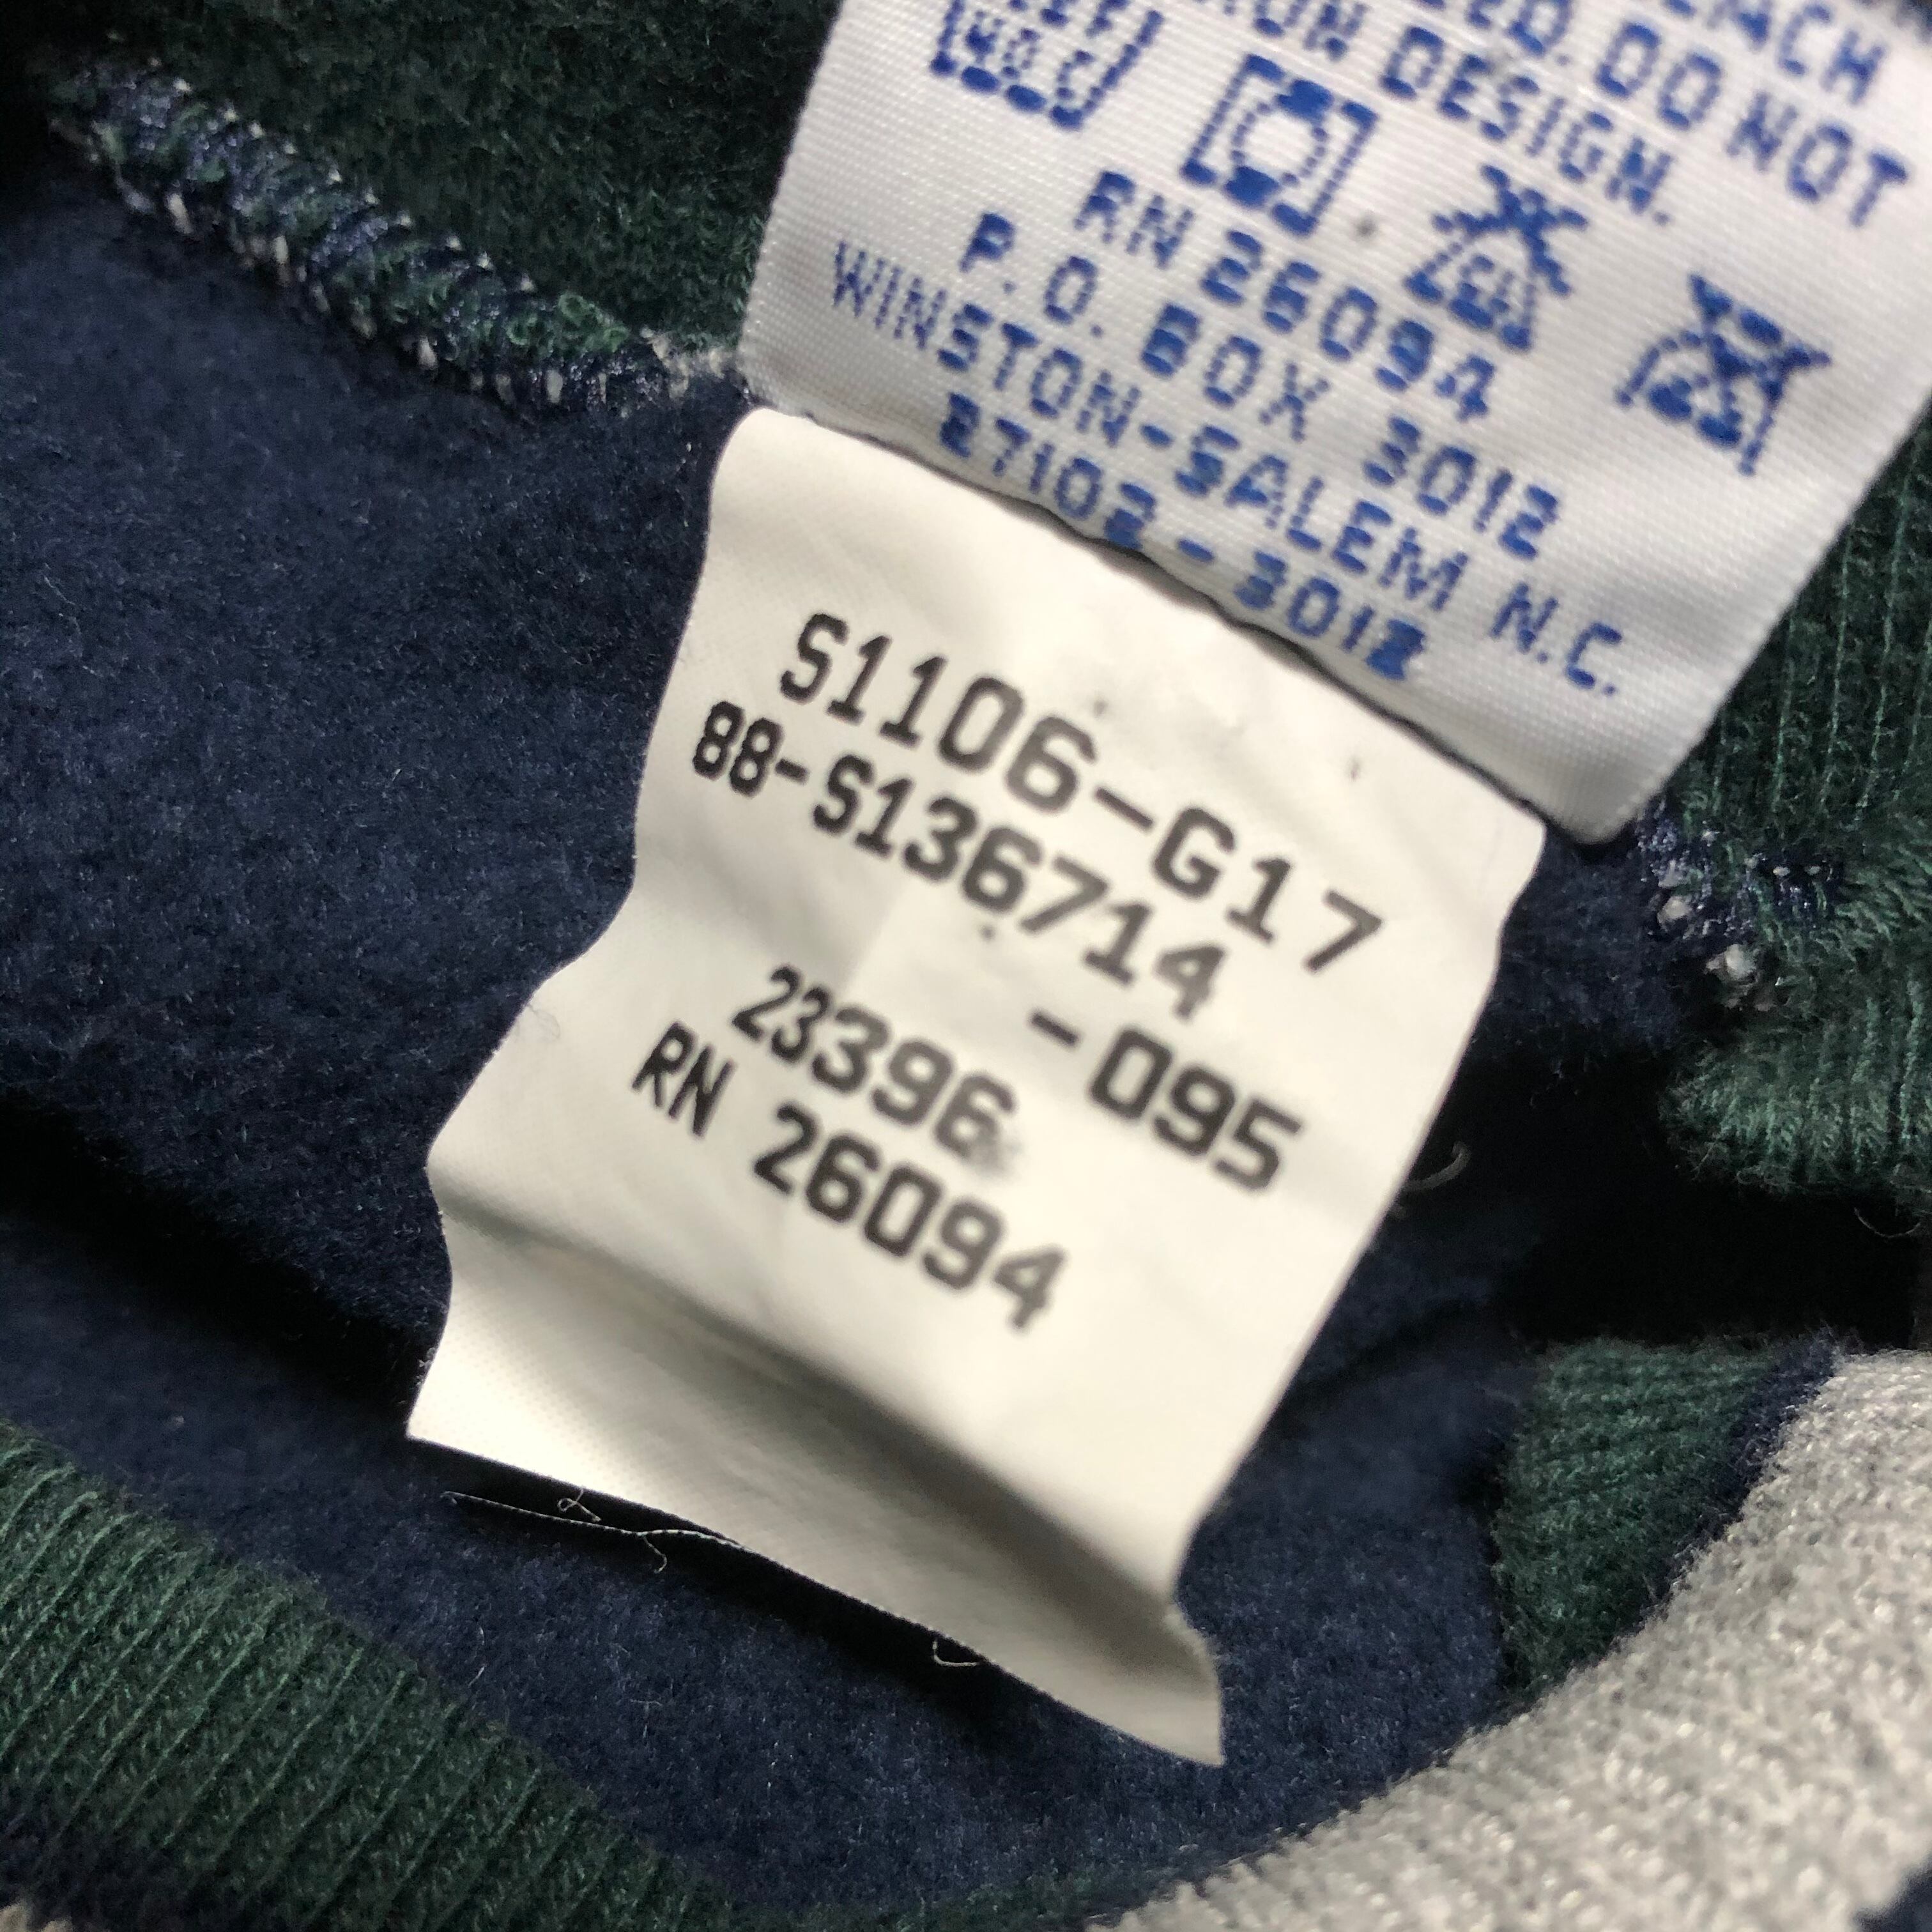 DO NOT
ON DESIGN.
RN 26094
P.O. BOX 3012
WINSTON-SALEM N.C.
27102-3012
S1106-G17
88-S136714
-095
23396
RN 26094